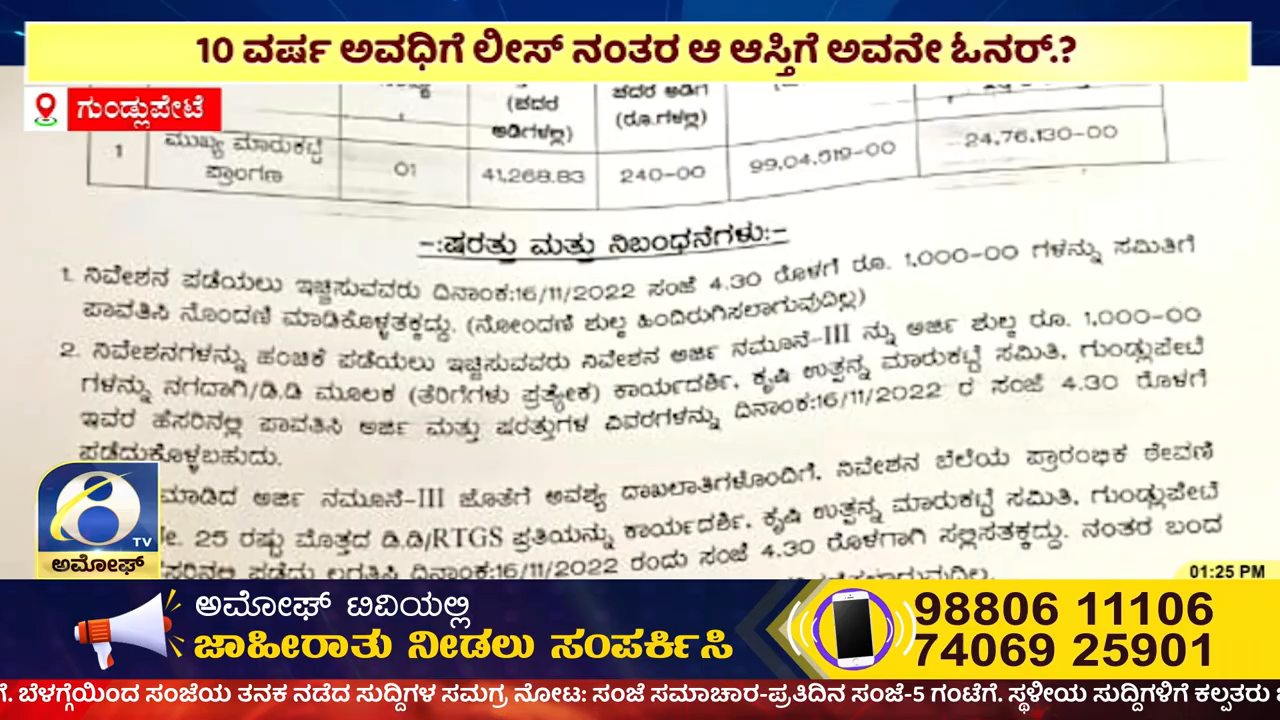 10 ವರ್ಷ ಅವಧಿಗೆ ಲೀಸ್ ನಂತರ ಆ ಆಸ್ತಿಗೆ ಅವನೇ ಓನರ್.?
ಗುಂಡ್ಲುಪೇಟೆ
(ಚದರ ಚದರ ಅಡಿಗೆ
ಅಡಿಗಳಲ್ಲಿ) (ರೂ.ಗಳಲ್ಲಿ)
1 ಮುಖ್ಯ ಮಾರುಕಟ್ಟೆ ಪ್ರಾಂಗಣ 01 41,268.83 240-00 99,04,519-00 24,76,130-00
-:ಷರತ್ತು ಮತ್ತು ನಿಬಂಧನೆಗಳು:-
1. ನಿವೇಶನ ಪಡೆಯಲು ಇಚ್ಚಿಸುವವರು ದಿನಾಂಕ:16/11/2022 ಸಂಜೆ 4.30 ರೊಳಗೆ ರೂ. 1,000-00 ಗಳನ್ನು ಸಮಿತಿಗೆ
ಪಾವತಿಸಿ ನೊಂದಣಿ ಮಾಡಿಕೊಳ್ಳತಕ್ಕದ್ದು. (ನೋಂದಣಿ ಶುಲ್ಕ ಹಿಂದಿರುಗಿಸಲಾಗುವುದಿಲ್ಲ)
2. ನಿವೇಶನಗಳನ್ನು ಹಂಚಿಕೆ ಪಡೆಯಲು ಇಚ್ಚಿಸುವವರು ನಿವೇಶನ ಅರ್ಜಿ ನಮೂನೆ-III ನ್ನು ಅರ್ಜಿ ಶುಲ್ಕ ರೂ. 1,000-00
ಗಳನ್ನು ನಗದಾಗಿ/ಡಿ.ಡಿ ಮೂಲಕ (ತೆರಿಗೆಗಳು ಪ್ರತ್ಯೇಕ) ಕಾರ್ಯದರ್ಶಿ, ಕೃಷಿ ಉತ್ಪನ್ನ ಮಾರುಕಟ್ಟೆ ಸಮಿತಿ, ಗುಂಡ್ಲುಪೇಟೆ
ಇವರ ಹೆಸರಿನಲ್ಲಿ ಪಾವತಿಸಿ ಅರ್ಜಿ ಮತ್ತು ಷರತ್ತುಗಳ ವಿವರಗಳನ್ನು ದಿನಾಂಕ:16/11/2022 ರ ಸಂಜೆ 4.30 ರೊಳಗೆ
ಪಡೆದುಕೊಳ್ಳಬಹುದು.
ಮಾಡಿದ ಅರ್ಜಿ ನಮೂನೆ-III ಜೊತೆಗೆ ಅವಶ್ಯ ದಾಖಲಾತಿಗಳೊಂದಿಗೆ, ನಿವೇಶನ ಬೆಲೆಯ ಪ್ರಾರಂಭಿಕ ಠೇವಣಿ
ಶೇ. 25 ರಷ್ಟು ಮೊತ್ತದ ಡಿ.ಡಿ/RTGS ಪ್ರತಿಯನ್ನು ಕಾರ್ಯದರ್ಶಿ, ಕೃಷಿ ಉತ್ಪನ್ನ ಮಾರುಕಟ್ಟೆ ಸಮಿತಿ, ಗುಂಡ್ಲುಪೇಟೆ
ಪಡೆದು ಲಗತ್ತಿಸಿ ದಿನಾಂಕ:16/11/2022 ರಂದು ಸಂಜೆ 4.30 ರೊಳಗಾಗಿ ಸಲ್ಲಿಸತಕ್ಕದ್ದು. ನಂತರ ಬಂದ
8 TV
ಅಮೋಘ್
01:25 PM
ಅಮೋಘ್ ಟಿವಿಯಲ್ಲಿ
ಜಾಹೀರಾತು ನೀಡಲು ಸಂಪರ್ಕಿಸಿ
98806 11106
74069 25901
ಗೆ. ಬೆಳಗ್ಗೆಯಿಂದ ಸಂಜೆಯ ತನಕ ನಡೆದ ಸುದ್ದಿಗಳ ಸಮಗ್ರ ನೋಟ: ಸಂಜೆ ಸಮಾಚಾರ-ಪ್ರತಿದಿನ ಸಂಜೆ-5 ಗಂಟೆಗೆ. ಸ್ಥಳೀಯ ಸುದ್ದಿಗಳಿಗೆ ಕಲ್ಪತರು